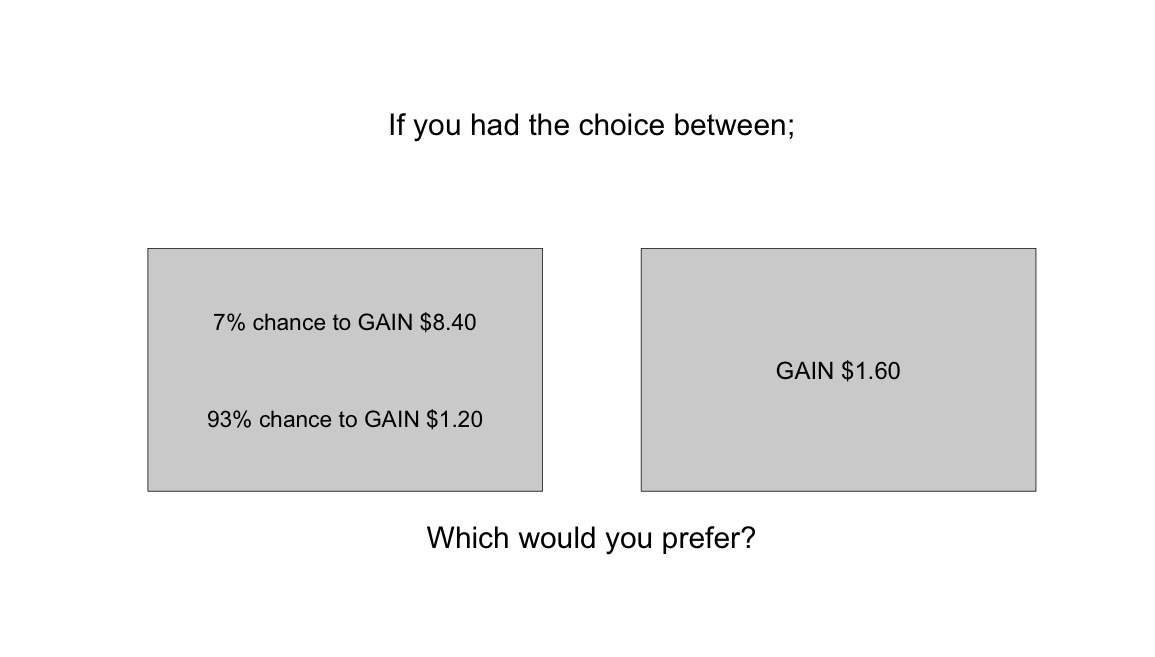 If you had the choice between;
7% chance to GAIN $8.40
93% chance to GAIN $1.20
GAIN $1.60
Which would you prefer?